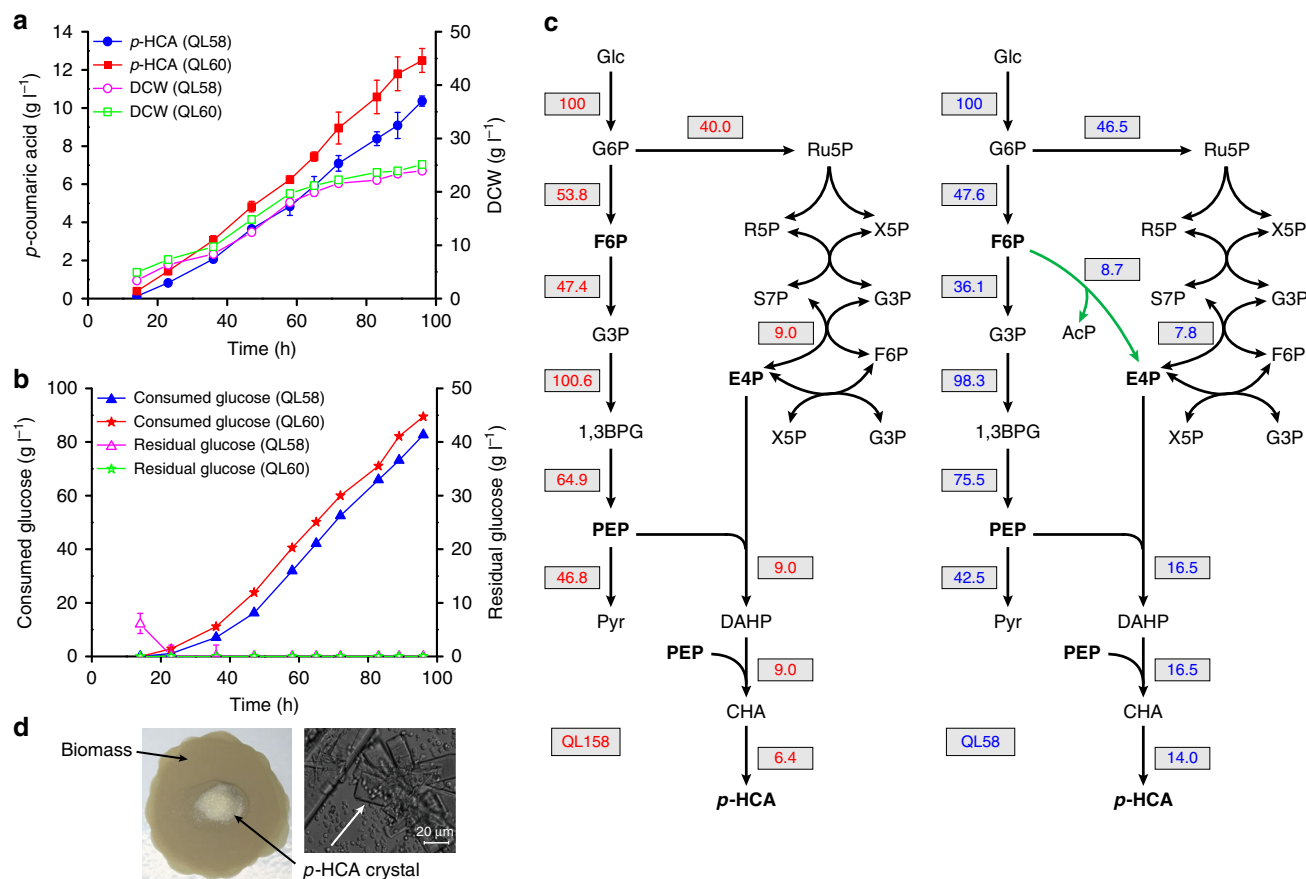 a
14
12
10
8
6
4
2
0
p-coumaric acid (g l⁻¹)
50
40
30
20
10
0
DCW (g l⁻¹)
p-HCA (QL58)
p-HCA (QL60)
DCW (QL58)
DCW (QL60)
0 20 40 60 80 100
Time (h)
b
100
80
60
40
20
0
Consumed glucose (g l⁻¹)
50
40
30
20
10
0
Residual glucose (g l⁻¹)
Consumed glucose (QL58)
Consumed glucose (QL60)
Residual glucose (QL58)
Residual glucose (QL60)
0 20 40 60 80 100
Time (h)
d
Biomass
p-HCA crystal
20 μm
c
Glc
100
40.0
G6P
Ru5P
53.8
F6P
R5P
X5P
47.4
S7P
G3P
G3P
9.0
F6P
100.6
E4P
1,3BPG
X5P
G3P
64.9
PEP
46.8
9.0
Pyr
DAHP
PEP
9.0
CHA
QL158
6.4
p-HCA
Glc
100
46.5
G6P
Ru5P
47.6
F6P
R5P
X5P
8.7
36.1
S7P
G3P
G3P
AcP
7.8
F6P
98.3
E4P
1,3BPG
X5P
G3P
75.5
PEP
42.5
16.5
Pyr
DAHP
PEP
16.5
CHA
QL58
14.0
p-HCA